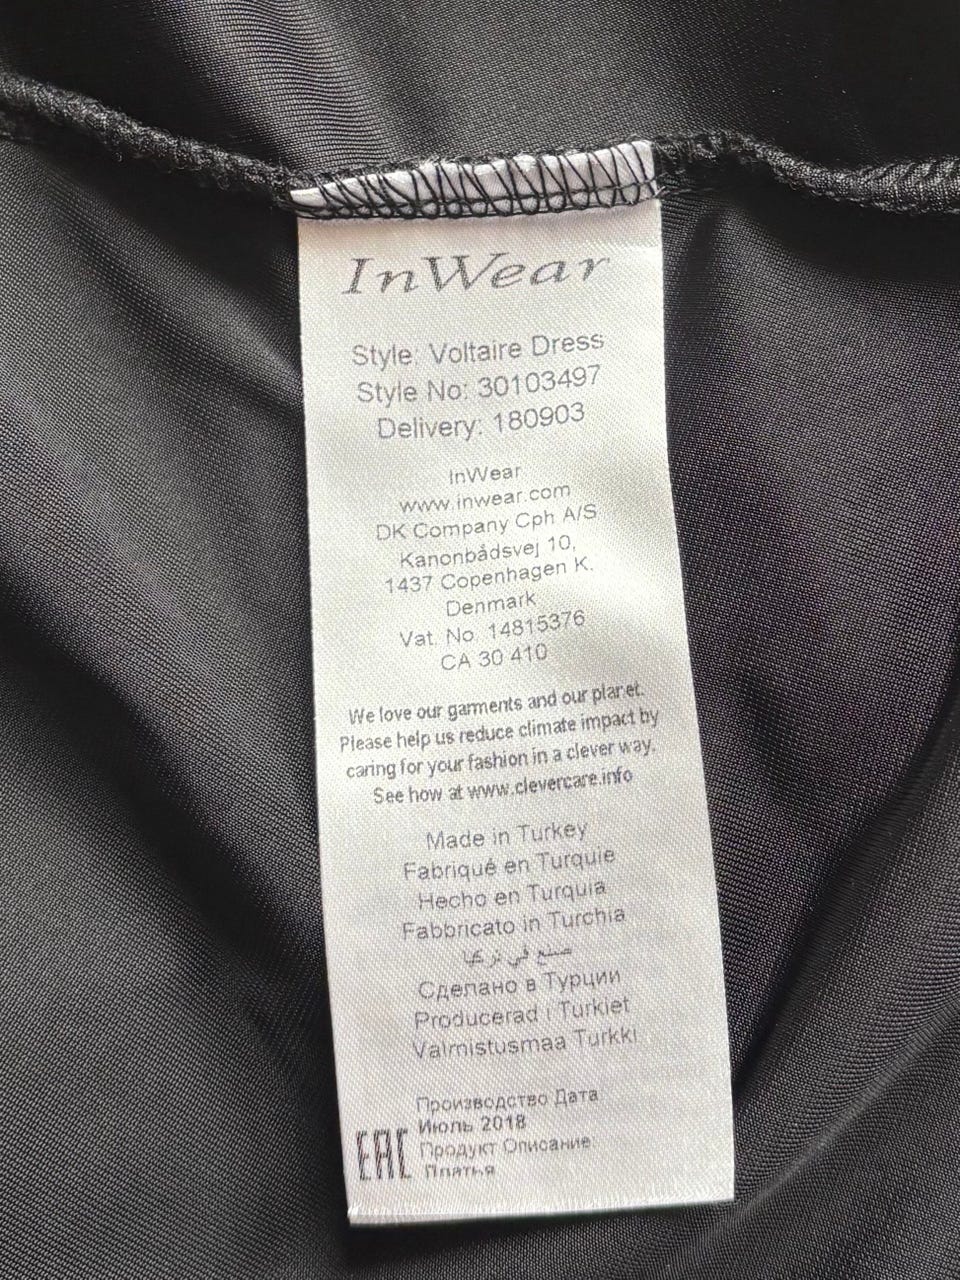 InWear
Style: Voltaire Dress
Style No: 30103497
Delivery: 180903
InWear
www.inwear.com
DK Company Cph A/S
Kanonbådsvej 10,
1437 Copenhagen K.
Denmark
Vat. No. 14815376
CA 30 410
We love our garments and our planet.
Please help us reduce climate impact by
caring for your fashion in a clever way.
See how at www.clevercare.info
Made in Turkey
Fabriqué en Turquie
Hecho en Turquia
Fabbricato in Turchia
صنع في تركيا
Сделано в Турции
Producerad i Turkiet
Valmistusmaa Turkki
Производство Дата
Июль 2018
EAC
Продукт Описание
Платья